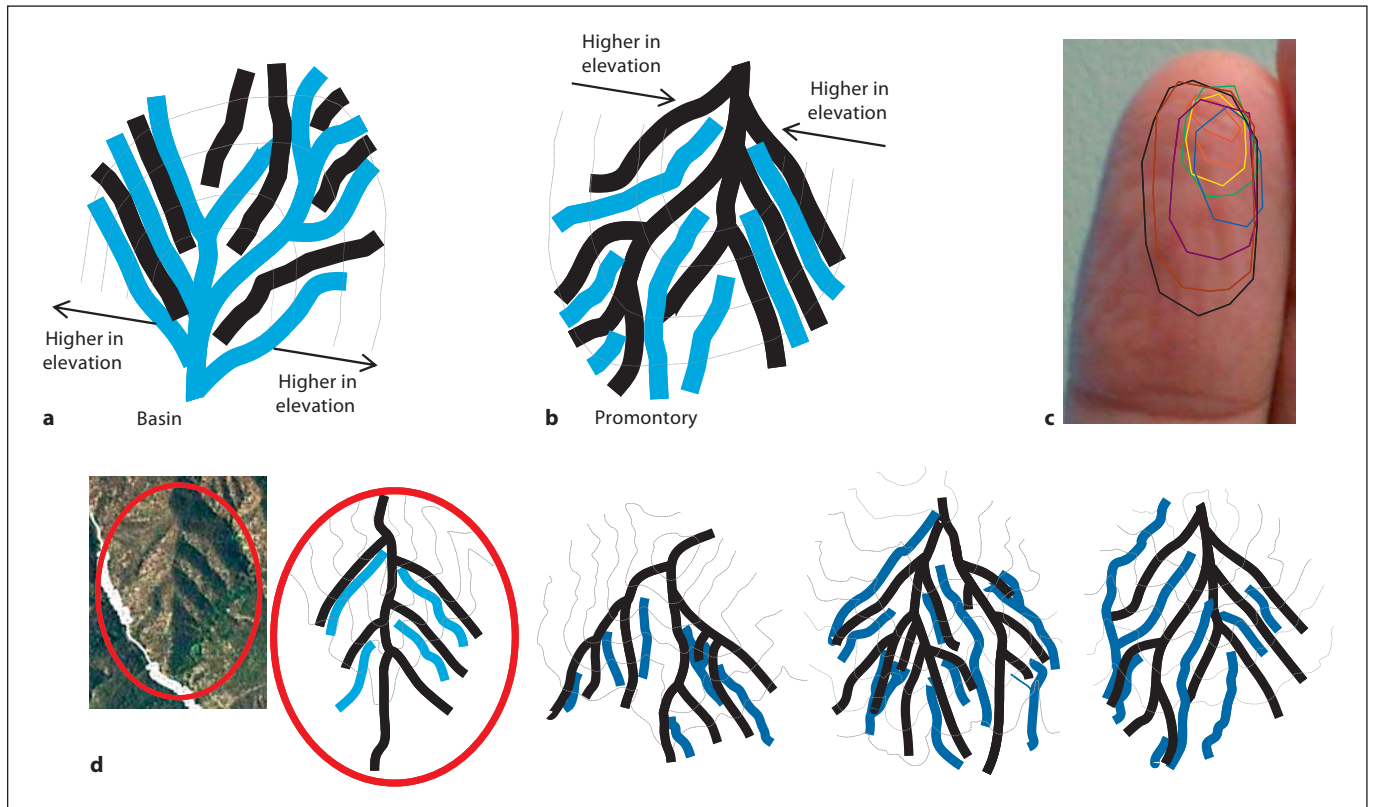 Higher in
elevation
Higher in
elevation
a
Basin
Higher in
elevation
Higher in
elevation
b
Promontory
c
d